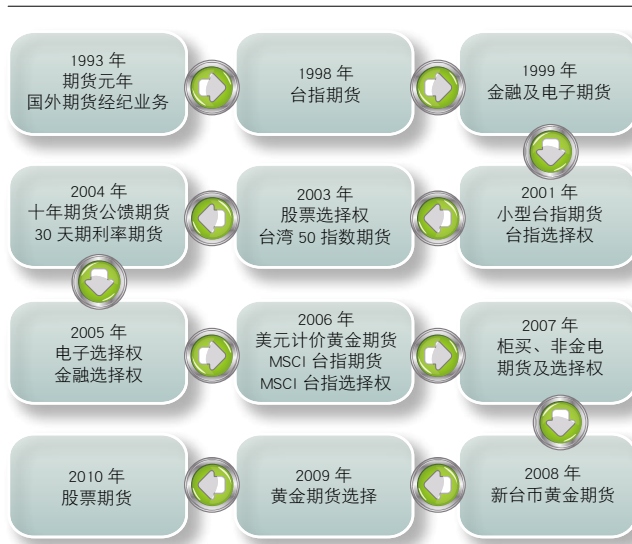 1993 年
期货元年
国外期货经纪业务
1998 年
台指期货
1999 年
金融及电子期货
2001 年
小型台指期货
台指选择权
2003 年
股票选择权
台湾 50 指数期货
2004 年
十年期货公馈期货
30 天期利率期货
2005 年
电子选择权
金融选择权
2006 年
美元计价黄金期货
MSCI 台指期货
MSCI 台指选择权
2007 年
柜买、非金电
期货及选择权
2008 年
新台币黄金期货
2009 年
黄金期货选择
2010 年
股票期货